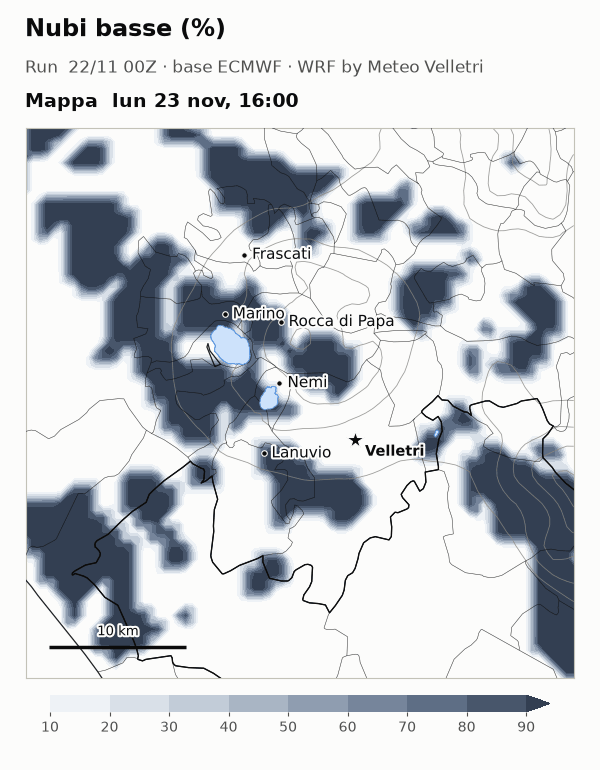 Nubi basse (%)
Run  22/11 00Z · base ECMWF · WRF by Meteo Velletri
Mappa  lun 23 nov, 16:00
Frascati
Marino
Rocca di Papa
Nemi
Velletri
Lanuvio
10 km
10 20 30 40 50 60 70 80 90